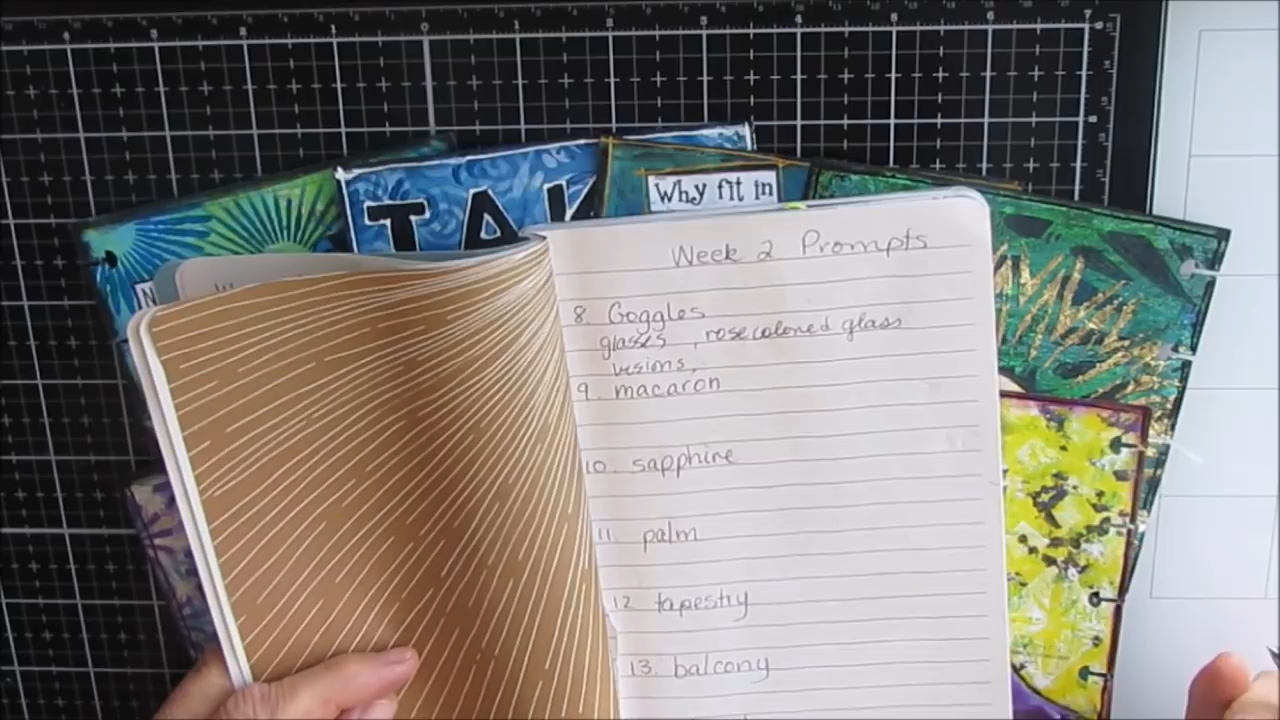 TAK
Why fit in
Week 2 Prompts
8. Goggles
glasses, rose colored glass
visions,
9. macaron
10. sapphire
11. palm
12 tapestry
13. balcony